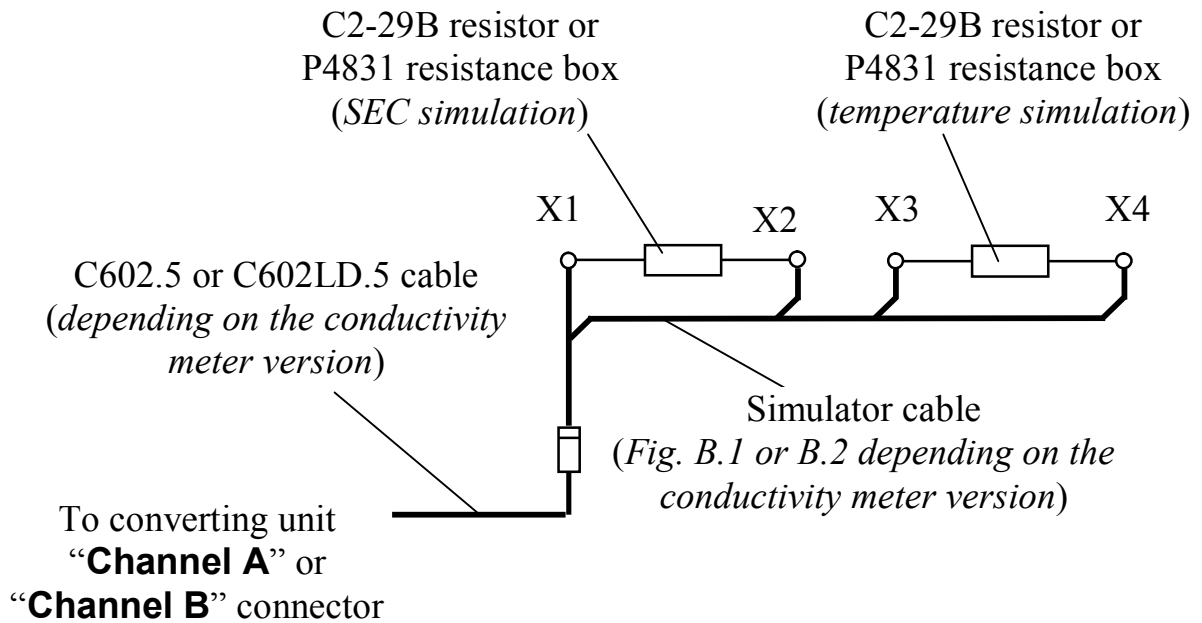 C2-29B resistor or
P4831 resistance box
(SEC simulation)
C2-29B resistor or
P4831 resistance box
(temperature simulation)
X1
X2
X3
X4
C602.5 or C602LD.5 cable
(depending on the conductivity
meter version)
Simulator cable
(Fig. B.1 or B.2 depending on the
conductivity meter version)
To converting unit
“Channel A” or
“Channel B” connector